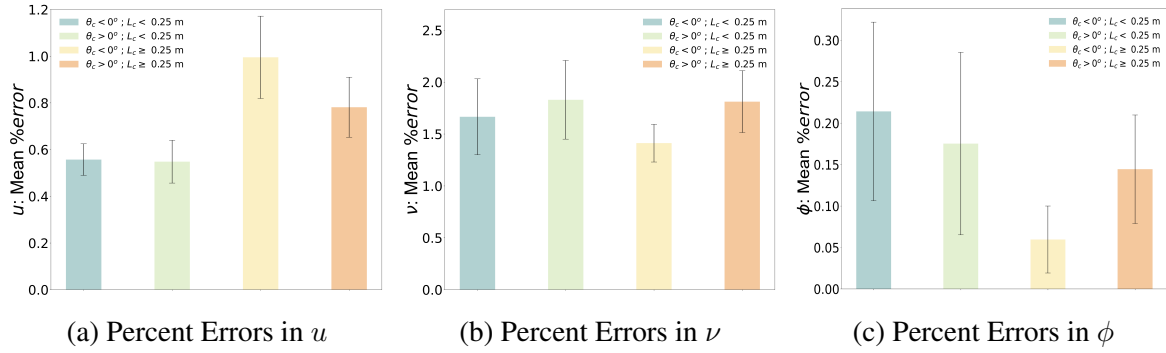 u: Mean %error
1.2
1.0
0.8
0.6
0.4
0.2
0.0
θc < 0° ; Lc < 0.25 m
θc > 0° ; Lc < 0.25 m
θc < 0° ; Lc ≥ 0.25 m
θc > 0° ; Lc ≥ 0.25 m
(a) Percent Errors in u
ν: Mean %error
2.5
2.0
1.5
1.0
0.5
0.0
θc < 0° ; Lc < 0.25 m
θc > 0° ; Lc < 0.25 m
θc < 0° ; Lc ≥ 0.25 m
θc > 0° ; Lc ≥ 0.25 m
(b) Percent Errors in ν
ϕ: Mean %error
0.30
0.25
0.20
0.15
0.10
0.05
0.00
θc < 0° ; Lc < 0.25 m
θc > 0° ; Lc < 0.25 m
θc < 0° ; Lc ≥ 0.25 m
θc > 0° ; Lc ≥ 0.25 m
(c) Percent Errors in ϕ